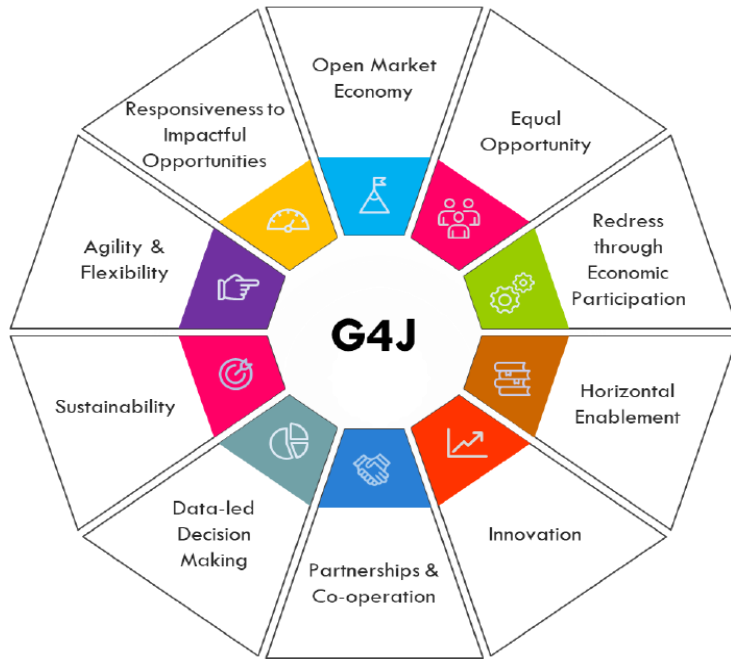 Open Market
Economy
Equal
Opportunity
Redress
through
Economic
Participation
Horizontal
Enablement
Innovation
Partnerships &
Co-operation
Data-led
Decision
Making
Sustainability
Agility &
Flexibility
Responsiveness to
Impactful
Opportunities
G4J